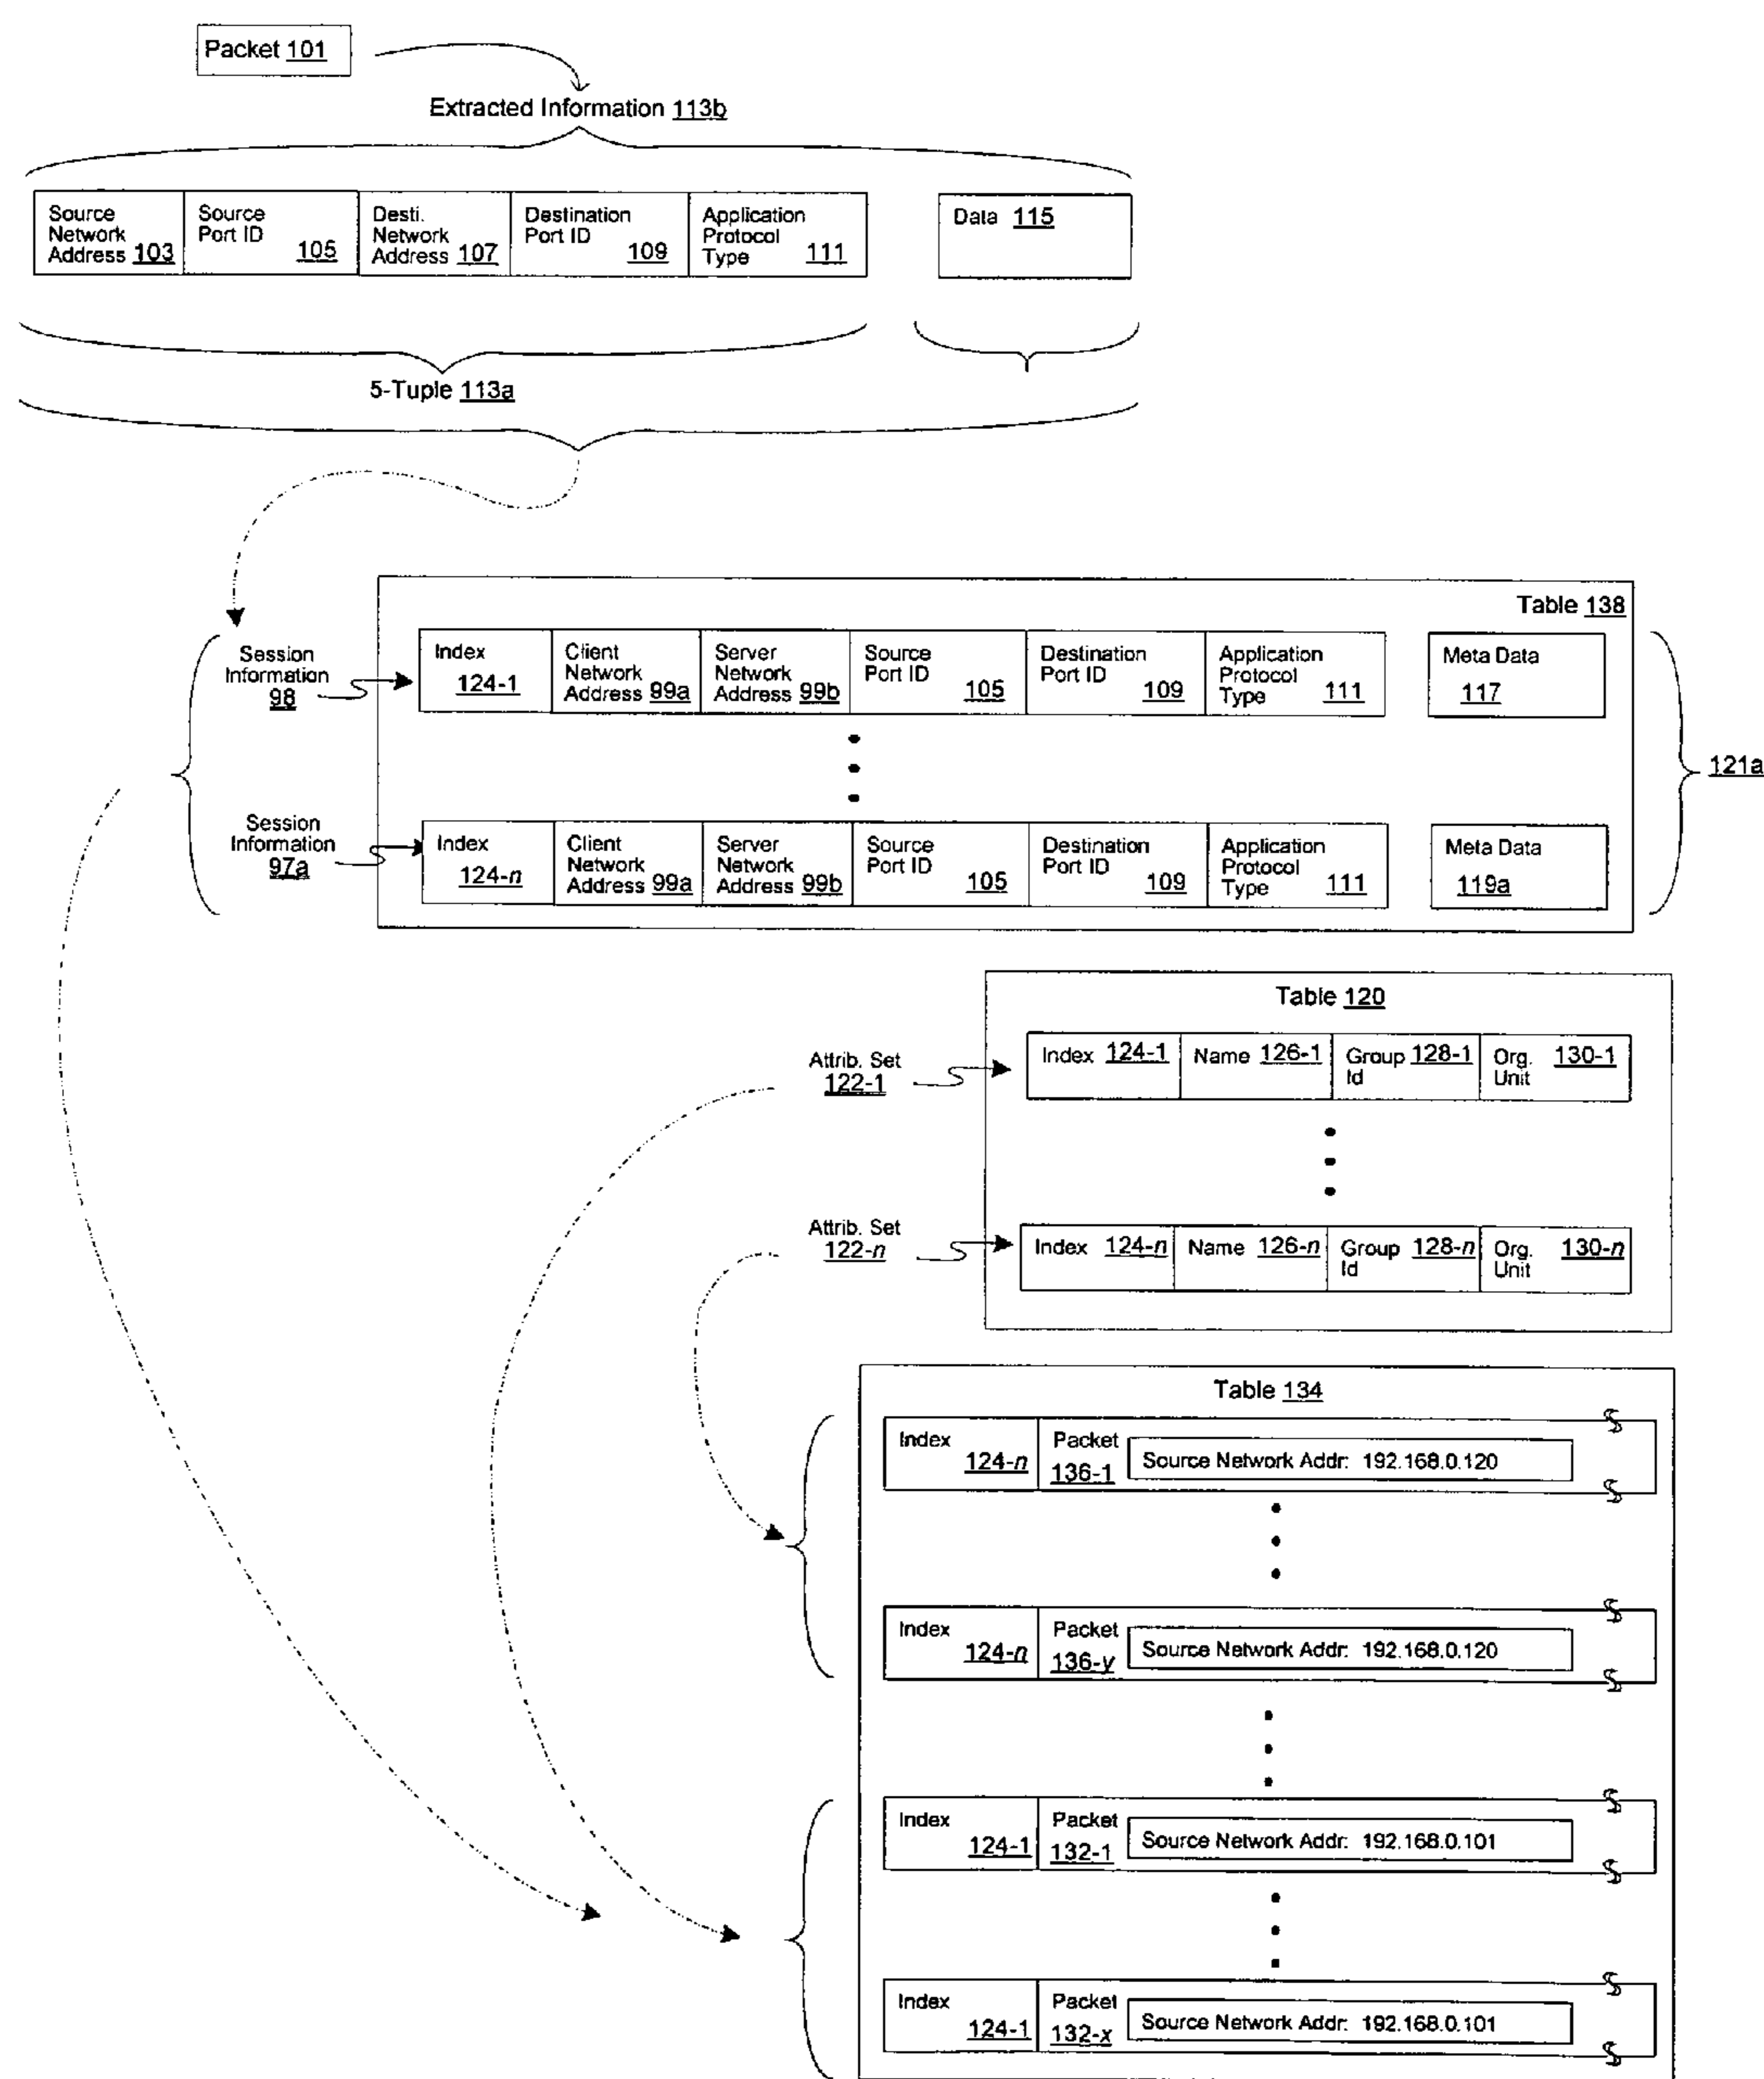 Packet 101
Extracted Information 113b
Source Network Address 103
Source Port ID 105
Desti. Network Address 107
Destination Port ID 109
Application Protocol Type 111
Data 115
5-Tuple 113a
Table 138
Session Information 98
Index 124-1
Client Network Address 99a
Server Network Address 99b
Source Port ID 105
Destination Port ID 109
Application Protocol Type 111
Meta Data 117
121a
Session Information 97a
Index 124-n
Client Network Address 99a
Server Network Address 99b
Source Port ID 105
Destination Port ID 109
Application Protocol Type 111
Meta Data 119a
Table 120
Attrib. Set 122-1
Index 124-1
Name 126-1
Group Id 128-1
Org. Unit 130-1
Attrib. Set 122-n
Index 124-n
Name 126-n
Group Id 128-n
Org. Unit 130-n
Table 134
Index 124-n
Packet 136-1
Source Network Addr: 192.168.0.120
Index 124-n
Packet 136-y
Source Network Addr: 192.168.0.120
Index 124-1
Packet 132-1
Source Network Addr: 192.168.0.101
Index 124-1
Packet 132-x
Source Network Addr: 192.168.0.101